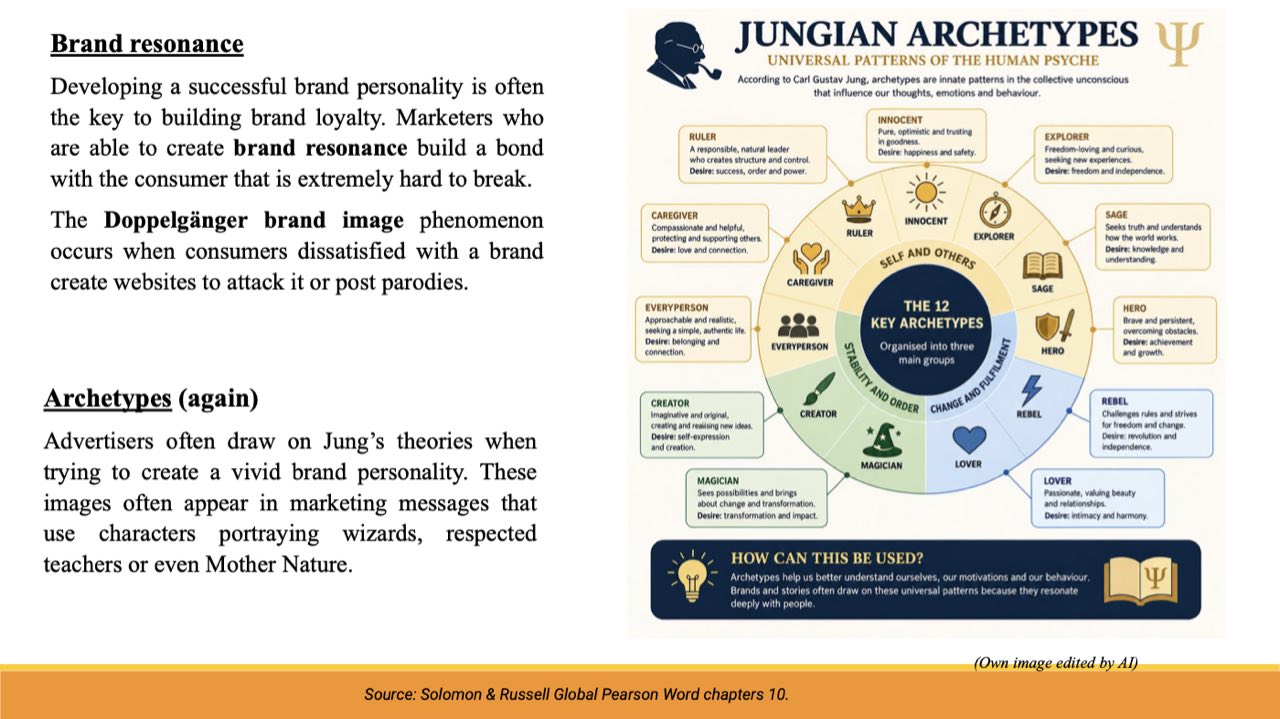 Brand resonance
Developing a successful brand personality is often
the key to building brand loyalty. Marketers who
are able to create brand resonance build a bond
with the consumer that is extremely hard to break.
The Doppelgänger brand image phenomenon
occurs when consumers dissatisfied with a brand
create websites to attack it or post parodies.
Archetypes (again)
Advertisers often draw on Jung's theories when
trying to create a vivid brand personality. These
images often appear in marketing messages that
use characters portraying wizards, respected
teachers or even Mother Nature.
JUNGIAN ARCHETYPES
Ψ
UNIVERSAL PATTERNS OF THE HUMAN PSYCHE
According to Carl Gustav Jung, archetypes are innate patterns in the collective unconscious
that influence our thoughts, emotions and behaviour.
INNOCENT
Pure, optimistic and trusting
in goodness.
Desire: happiness and safety.
RULER
A responsible, natural leader
who creates structure and control.
Desire: success, order and power.
EXPLORER
Freedom-loving and curious,
seeking new experiences.
Desire: freedom and independence.
CAREGIVER
Compassionate and helpful,
protecting and supporting others.
Desire: love and connection.
SAGE
Seeks truth and understands
how the world works.
Desire: knowledge and
understanding.
EVERYPERSON
Approachable and realistic,
seeking a simple, authentic life.
Desire: belonging and
connection.
HERO
Brave and persistent,
overcoming obstacles.
Desire: achievement
and growth.
CREATOR
Imaginative and original,
creating and realising new ideas.
Desire: self-expression
and creation.
REBEL
Challenges rules and strives
for freedom and change.
Desire: revolution and
independence.
MAGICIAN
Sees possibilities and brings
about change and transformation.
Desire: transformation and impact.
LOVER
Passionate, valuing beauty
and relationships.
Desire: intimacy and harmony.
INNOCENT
RULER
EXPLORER
CAREGIVER
SAGE
EVERYPERSON
HERO
CREATOR
REBEL
MAGICIAN
LOVER
SELF AND OTHERS
STABILITY AND ORDER
CHANGE AND FULFILMENT
THE 12
KEY ARCHETYPES
Organised into three
main groups
HOW CAN THIS BE USED?
Archetypes help us better understand ourselves, our motivations and our behaviour.
Brands and stories often draw on these universal patterns because they resonate
deeply with people.
Ψ
(Own image edited by AI)
Source: Solomon & Russell Global Pearson Word chapters 10.